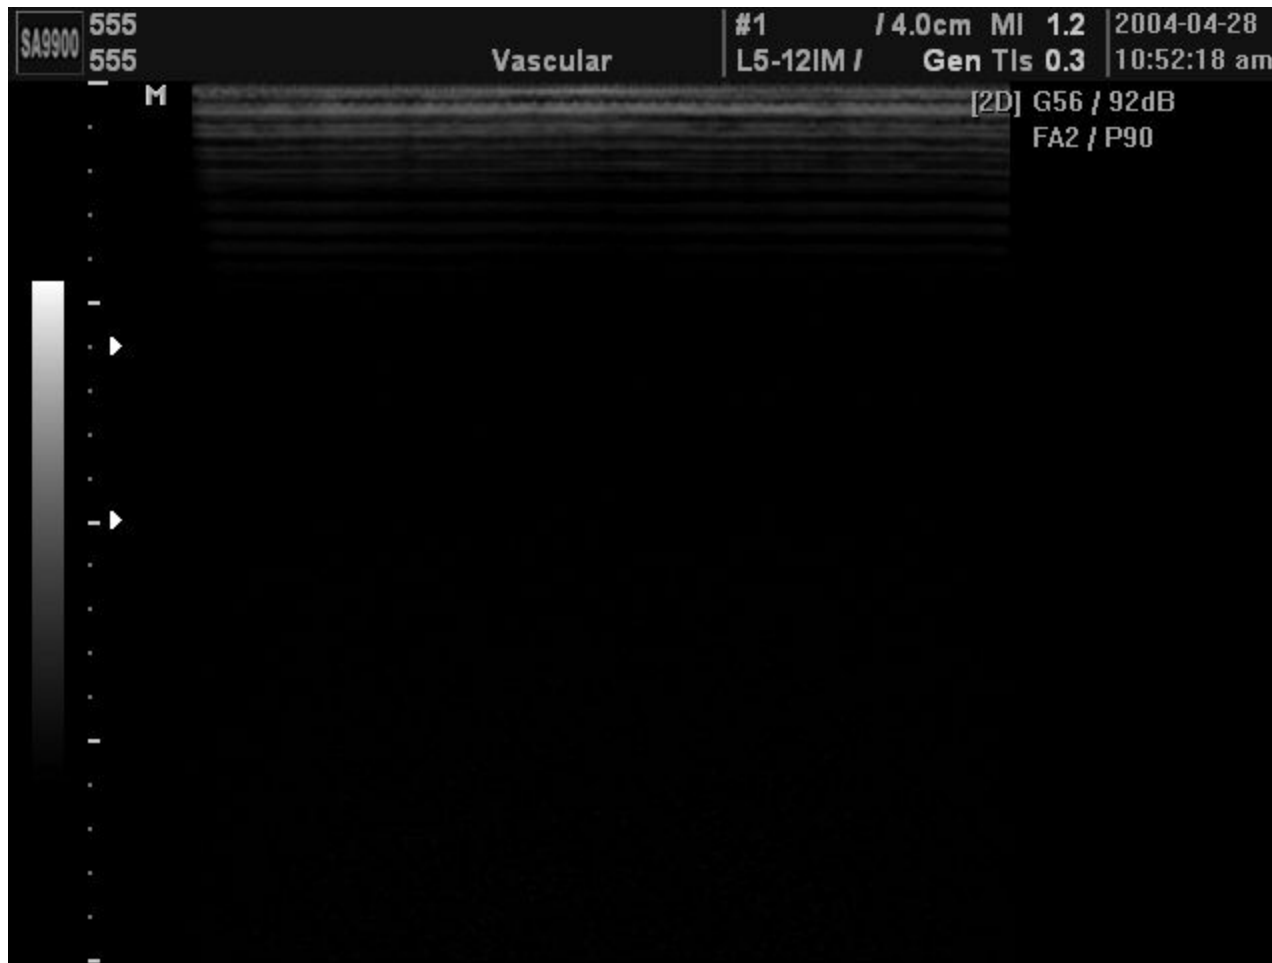 SA9900
555
555
Vascular
#1 / 4.0cm MI 1.2
L5-12IM / Gen TIs 0.3
2004-04-28
10:52:18 am
M
[2D] G56 / 92dB
FA2 / P90